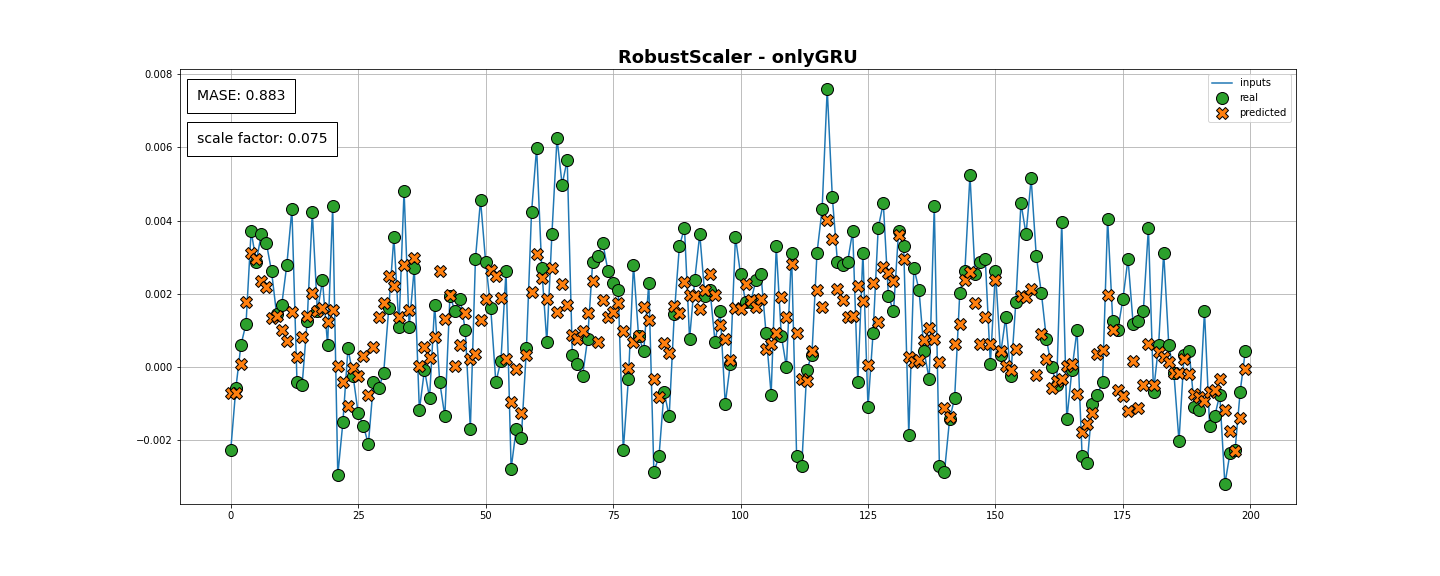 RobustScaler - onlyGRU
MASE: 0.883
scale factor: 0.075
inputs
real
predicted
0.008
0.006
0.004
0.002
0.000
−0.002
0
25
50
75
100
125
150
175
200